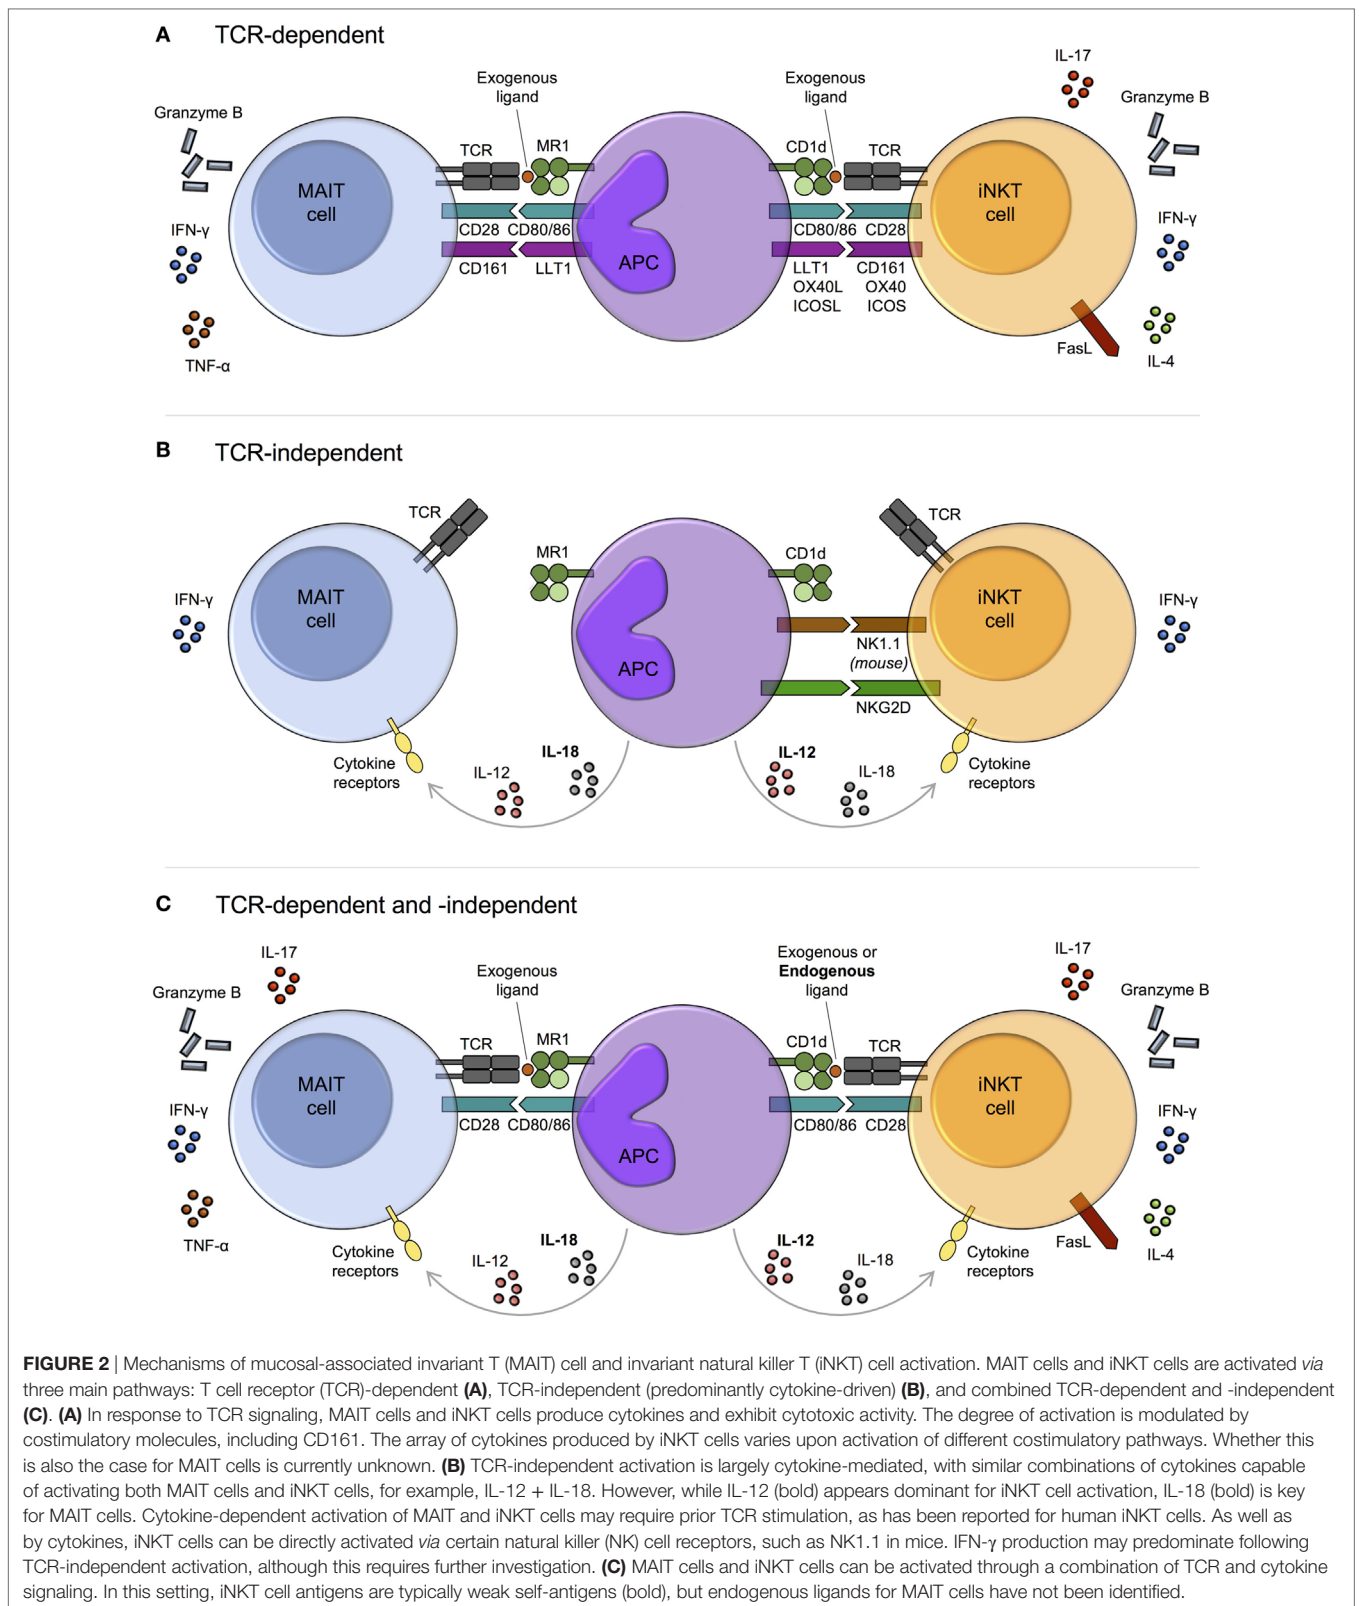 A TCR-dependent
IL-17
Exogenous
ligand
Exogenous
ligand
Granzyme B
Granzyme B
TCR
MR1
CD1d
TCR
MAIT
cell
iNKT
cell
IFN-γ
CD28 CD80/86
CD80/86 CD28
IFN-γ
APC
CD161 LLT1
LLT1 CD161
OX40L OX40
ICOSL ICOS
TNF-α
FasL
IL-4
B TCR-independent
TCR
TCR
MR1
CD1d
IFN-γ
MAIT
cell
iNKT
cell
IFN-γ
NK1.1
(mouse)
APC
NKG2D
Cytokine
receptors
IL-12
IL-18
IL-12
IL-18
Cytokine
receptors
C TCR-dependent and -independent
IL-17
Exogenous
ligand
Exogenous or
Endogenous
ligand
IL-17
Granzyme B
Granzyme B
TCR
MR1
CD1d
TCR
MAIT
cell
iNKT
cell
IFN-γ
CD28 CD80/86
CD80/86 CD28
IFN-γ
APC
TNF-α
Cytokine
receptors
IL-12
IL-18
IL-12
IL-18
Cytokine
receptors
FasL
IL-4
FIGURE 2 | Mechanisms of mucosal-associated invariant T (MAIT) cell and invariant natural killer T (iNKT) cell activation. MAIT cells and iNKT cells are activated via
three main pathways: T cell receptor (TCR)-dependent (A), TCR-independent (predominantly cytokine-driven) (B), and combined TCR-dependent and -independent
(C). (A) In response to TCR signaling, MAIT cells and iNKT cells produce cytokines and exhibit cytotoxic activity. The degree of activation is modulated by
costimulatory molecules, including CD161. The array of cytokines produced by iNKT cells varies upon activation of different costimulatory pathways. Whether this
is also the case for MAIT cells is currently unknown. (B) TCR-independent activation is largely cytokine-mediated, with similar combinations of cytokines capable
of activating both MAIT cells and iNKT cells, for example, IL-12 + IL-18. However, while IL-12 (bold) appears dominant for iNKT cell activation, IL-18 (bold) is key
for MAIT cells. Cytokine-dependent activation of MAIT and iNKT cells may require prior TCR stimulation, as has been reported for human iNKT cells. As well as
by cytokines, iNKT cells can be directly activated via certain natural killer (NK) cell receptors, such as NK1.1 in mice. IFN-γ production may predominate following
TCR-independent activation, although this requires further investigation. (C) MAIT cells and iNKT cells can be activated through a combination of TCR and cytokine
signaling. In this setting, iNKT cell antigens are typically weak self-antigens (bold), but endogenous ligands for MAIT cells have not been identified.